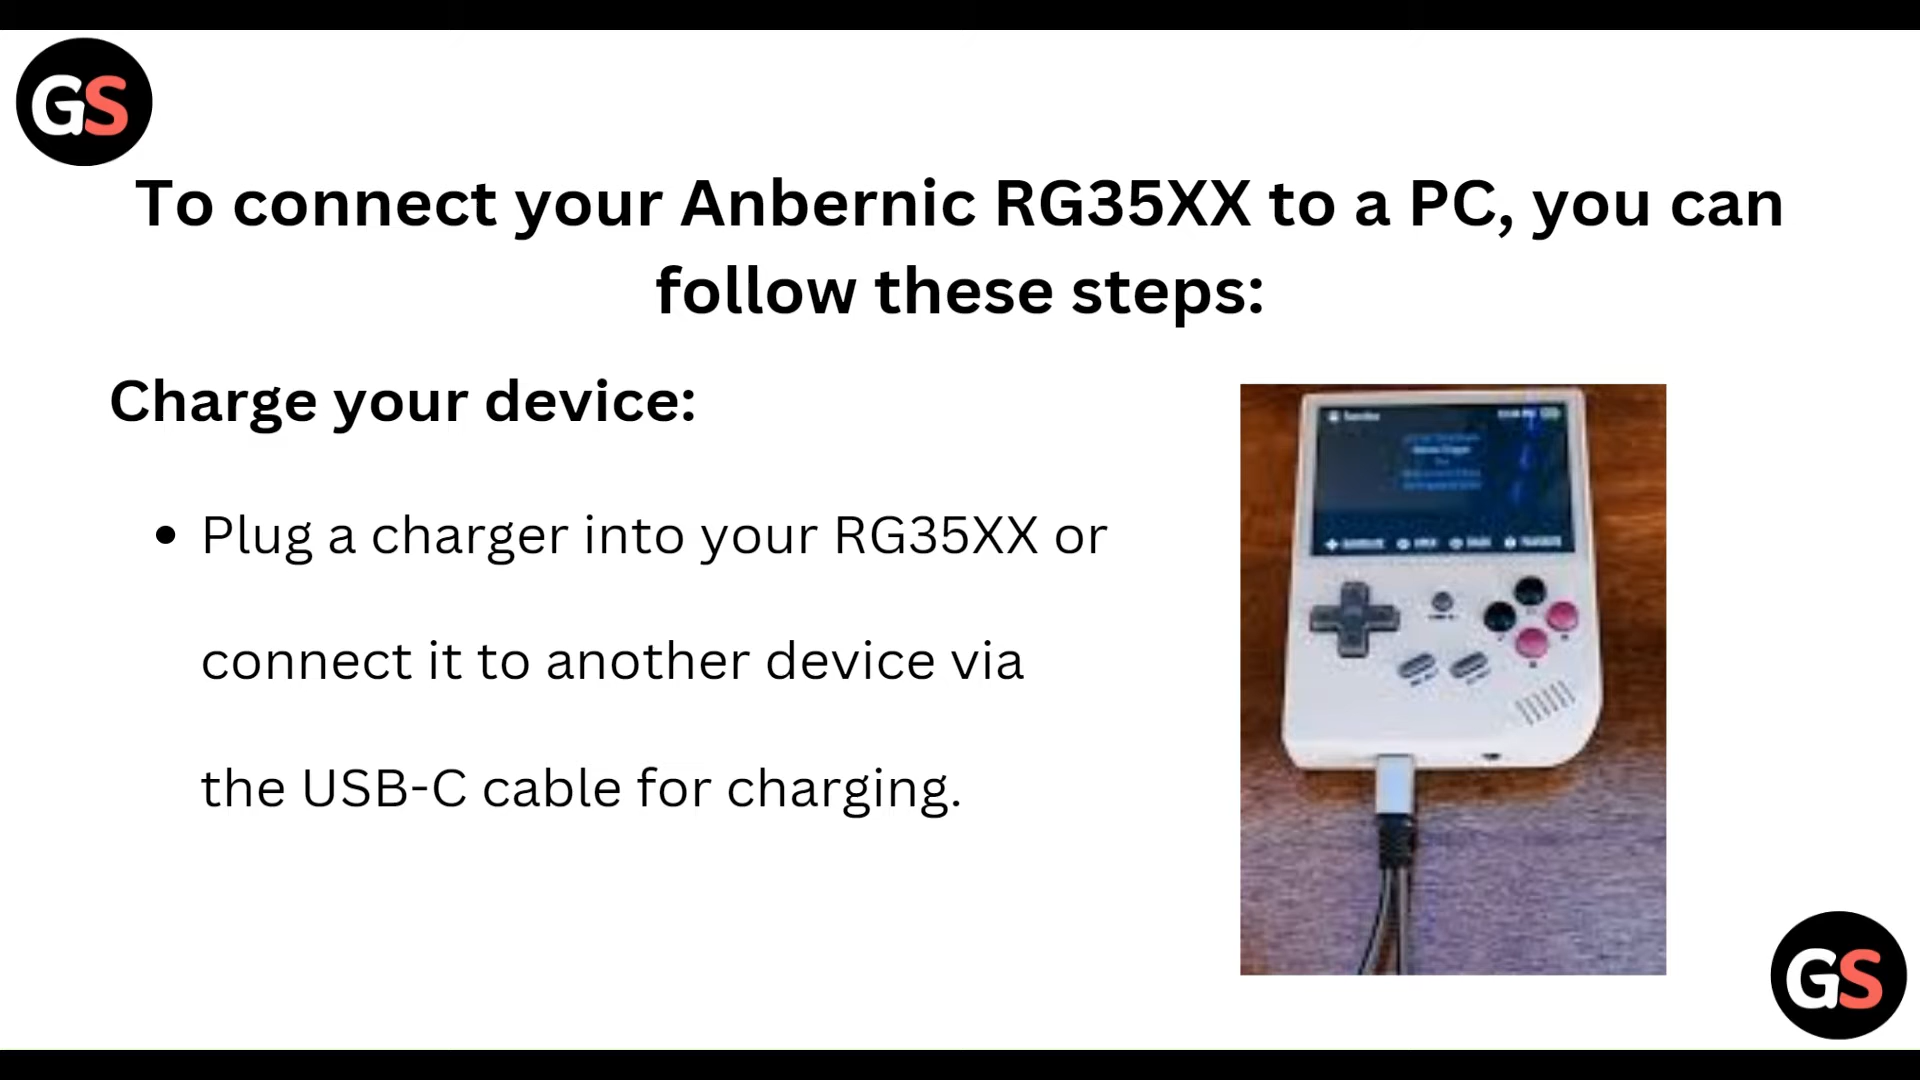 GS
To connect your Anbernic RG35XX to a PC, you can
follow these steps:
Charge your device:
• Plug a charger into your RG35XX or
connect it to another device via
the USB-C cable for charging.
GS